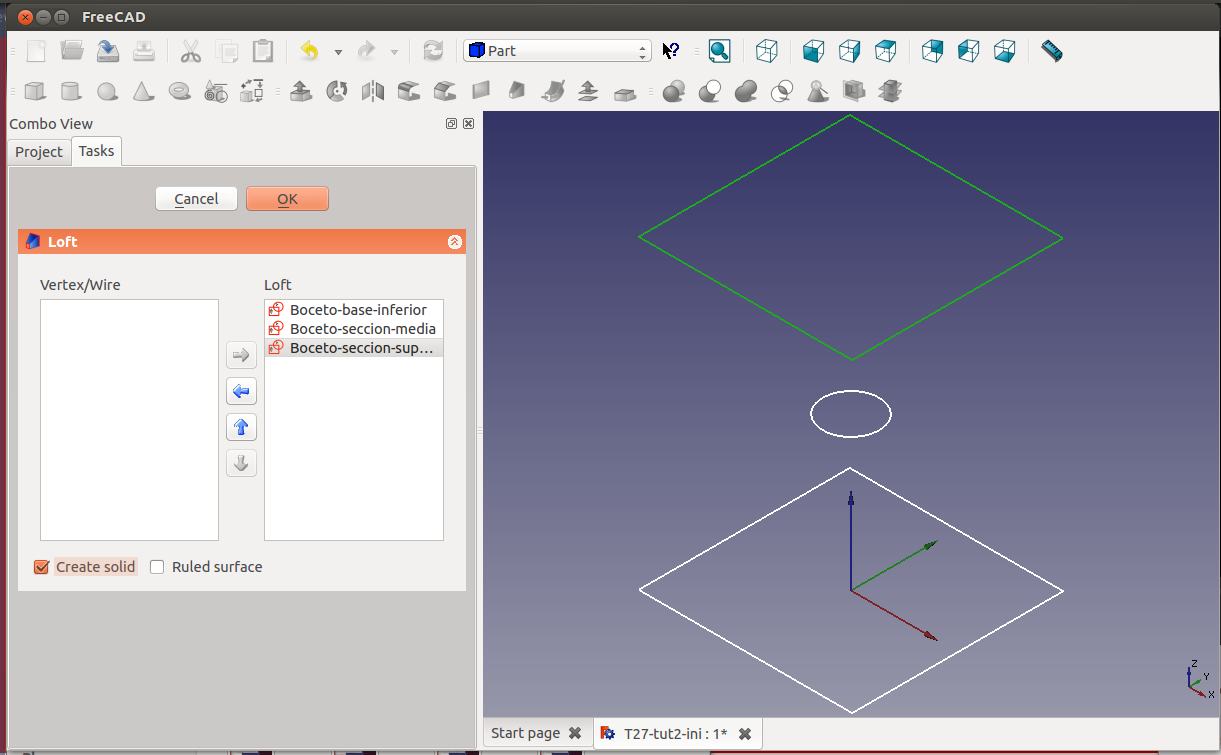 FreeCAD
Part
Combo View
Project
Tasks
Cancel
OK
Loft
Vertex/Wire
Loft
Boceto-base-inferior
Boceto-seccion-media
Boceto-seccion-sup...
Create solid
Ruled surface
Z
Y
X
Start page
T27-tut2-ini : 1*